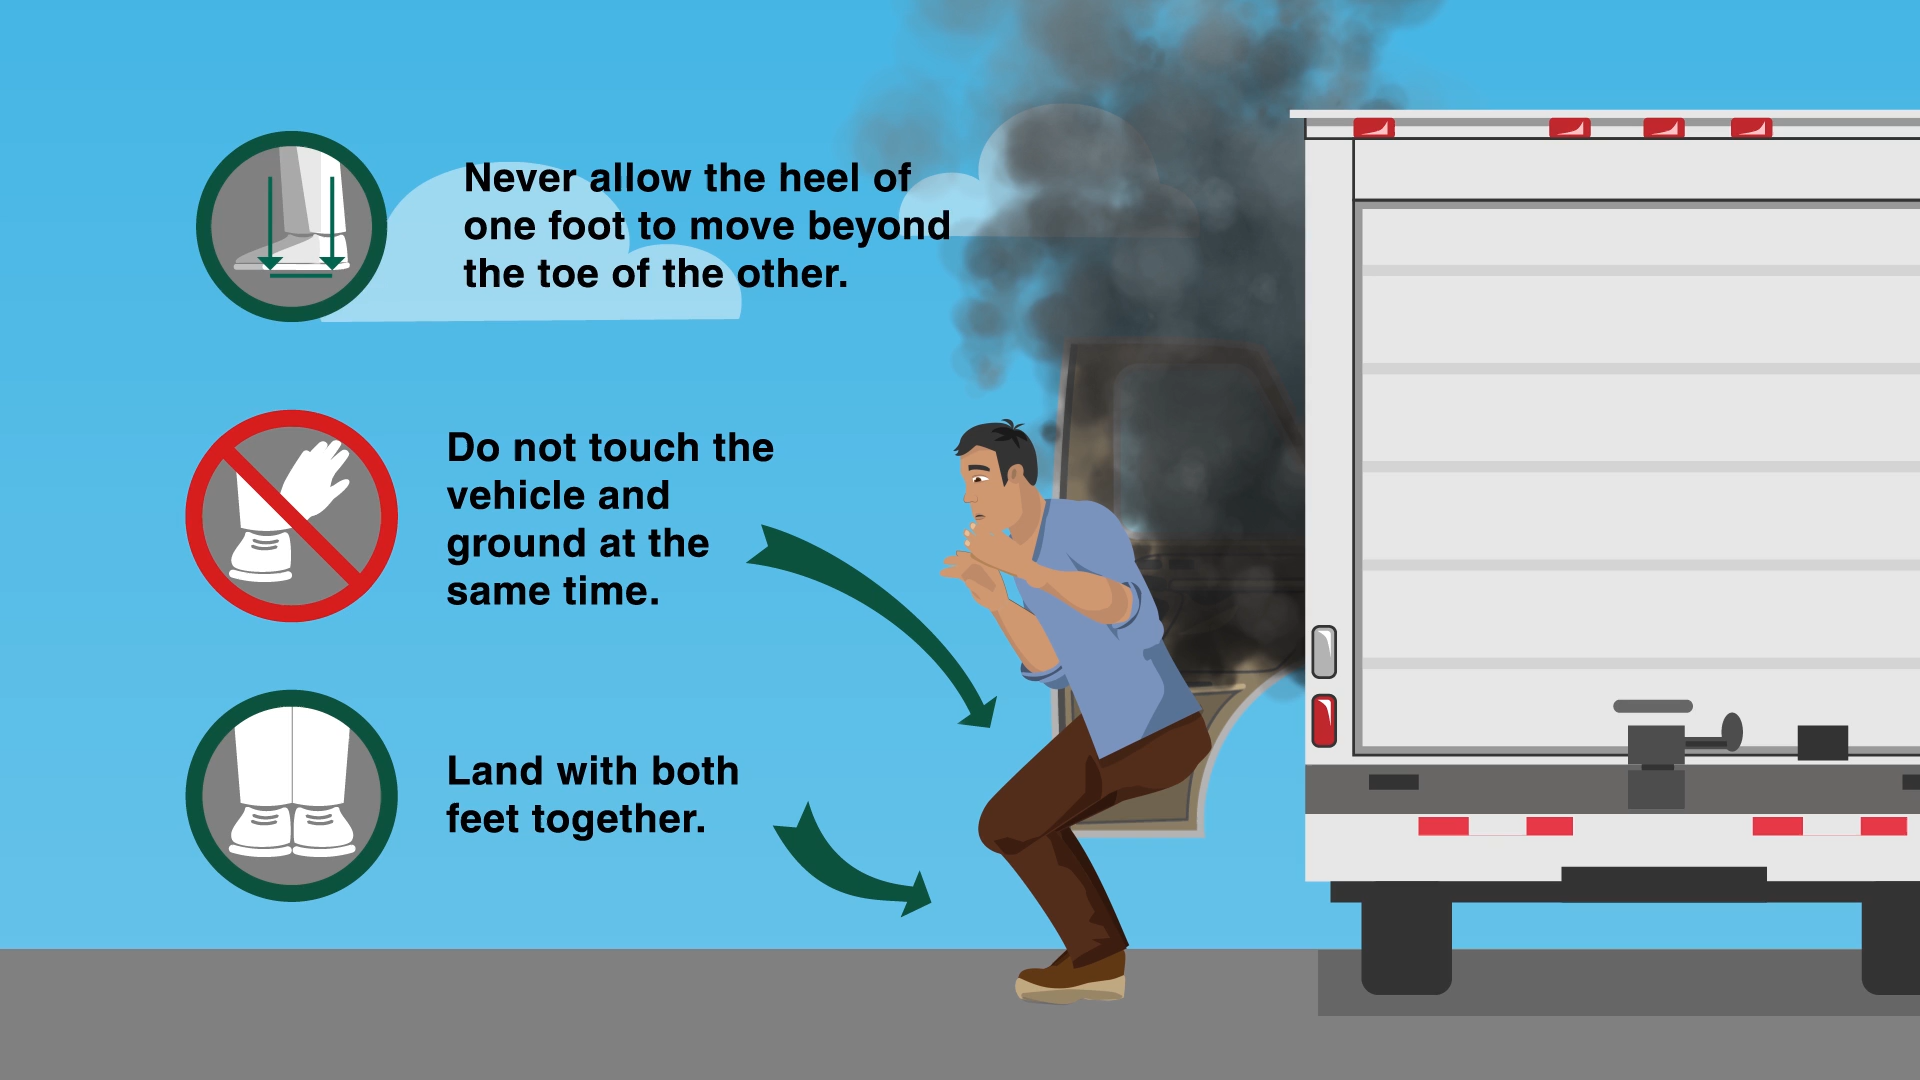 Never allow the heel of
one foot to move beyond
the toe of the other.
Do not touch the
vehicle and
ground at the
same time.
Land with both
feet together.